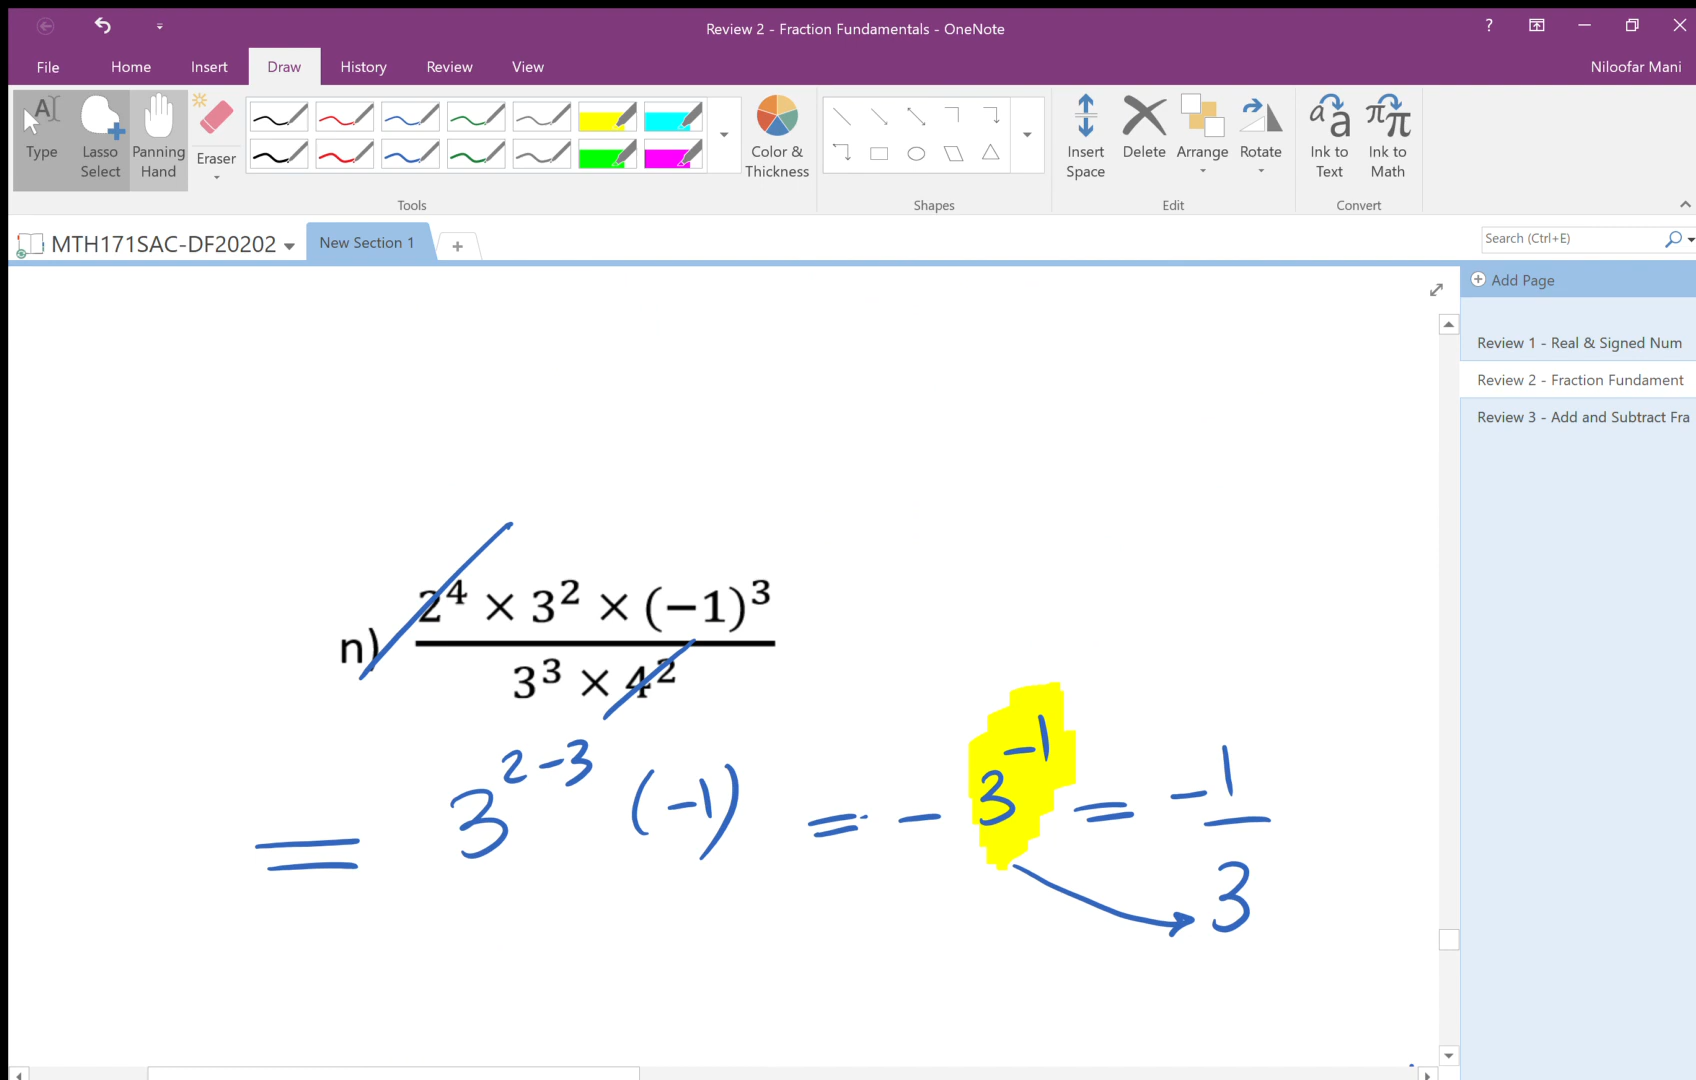 Review 2 - Fraction Fundamentals - OneNote
?
File Home Insert Draw History Review View
Niloofar Mani
Type
Lasso Select
Panning Hand
Eraser
Color & Thickness
Insert Space
Delete
Arrange
Rotate
Ink to Text
Ink to Math
Tools
Shapes
Edit
Convert
MTH171SAC-DF20202
New Section 1
+
Search (Ctrl+E)
Add Page
Review 1 - Real & Signed Num
Review 2 - Fraction Fundament
Review 3 - Add and Subtract Fra
n) (2⁴ × 3² × (−1)³) / (3³ × 4²)
= 3²⁻³ (−1) = − 3⁻¹ = −1/3